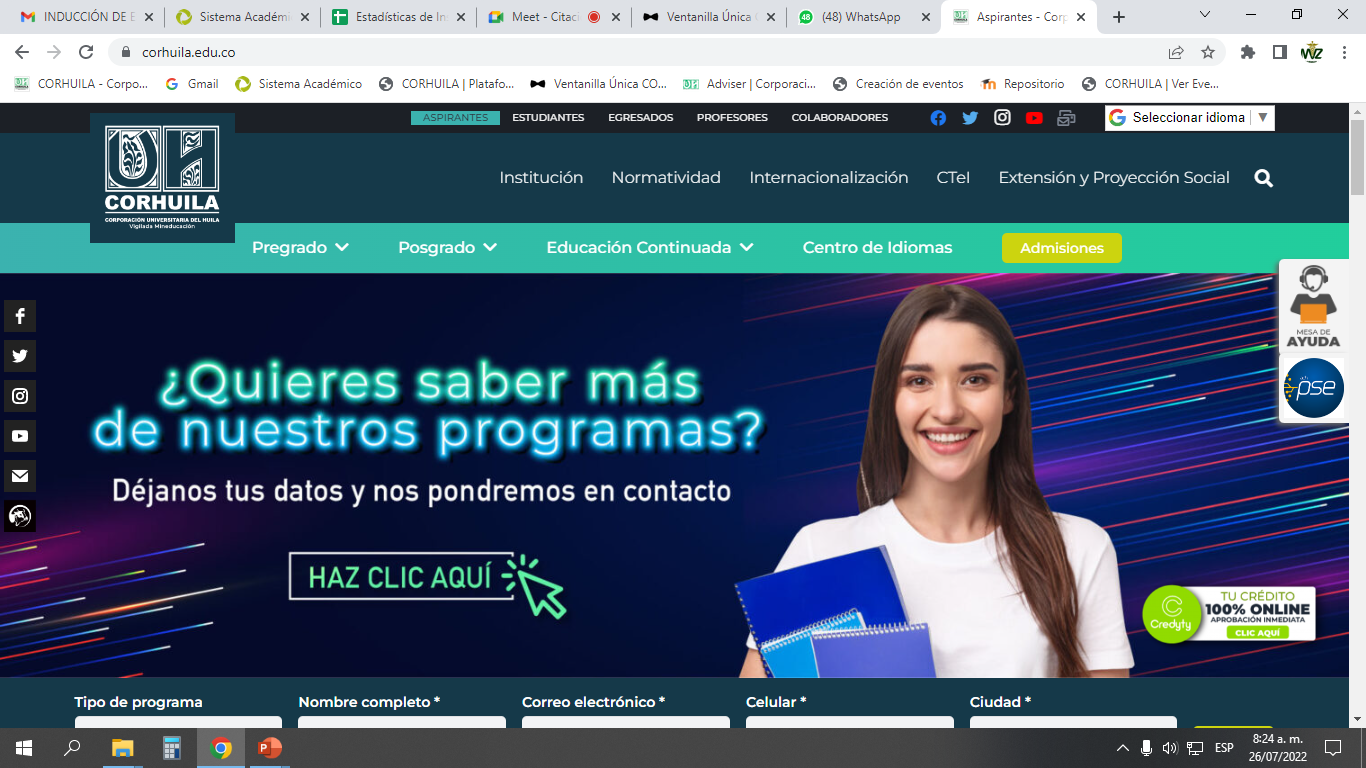 INDUCCIÓN DE E
Sistema Académi
Estadísticas de In
Meet - Citaci
Ventanilla Única
48
(48) WhatsApp
Aspirantes - Corp
corhuila.edu.co
CORHUILA - Corpo...
Gmail
Sistema Académico
CORHUILA | Platafo...
Ventanilla Única CO...
Adviser | Corporaci...
Creación de eventos
Repositorio
CORHUILA | Ver Eve...
ASPIRANTES
ESTUDIANTES
EGRESADOS
PROFESORES
COLABORADORES
Seleccionar idioma
CORHUILA
CORPORACIÓN UNIVERSITARIA DEL HUILA
Vigilada Mineducación
Institución
Normatividad
Internacionalización
CTeI
Extensión y Proyección Social
Pregrado
Posgrado
Educación Continuada
Centro de Idiomas
Admisiones
MESA DE
AYUDA
pse
¿Quieres saber más
de nuestros programas?
Déjanos tus datos y nos pondremos en contacto
HAZ CLIC AQUÍ
Credyty
TU CRÉDITO
100% ONLINE
APROBACIÓN INMEDIATA
CLIC AQUÍ
Tipo de programa
Nombre completo *
Correo electrónico *
Celular *
Ciudad *
ESP
8:24 a. m.
26/07/2022